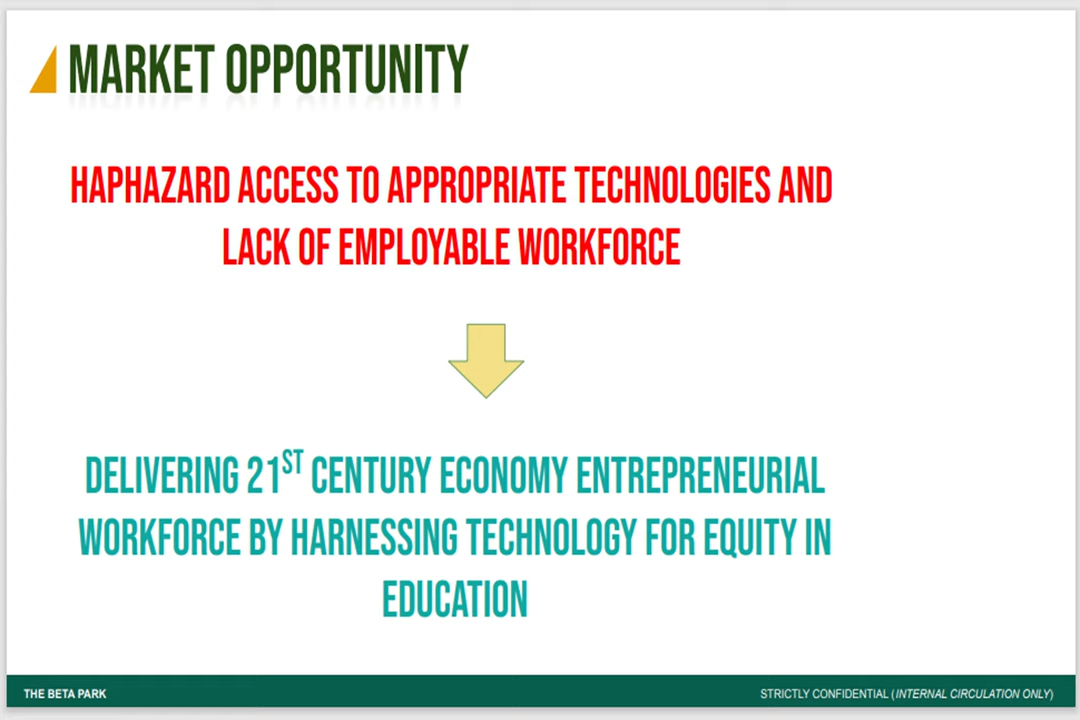 MARKET OPPORTUNITY
HAPHAZARD ACCESS TO APPROPRIATE TECHNOLOGIES AND
LACK OF EMPLOYABLE WORKFORCE
DELIVERING 21ST CENTURY ECONOMY ENTREPRENEURIAL
WORKFORCE BY HARNESSING TECHNOLOGY FOR EQUITY IN
EDUCATION
THE BETA PARK
STRICTLY CONFIDENTIAL (INTERNAL CIRCULATION ONLY)